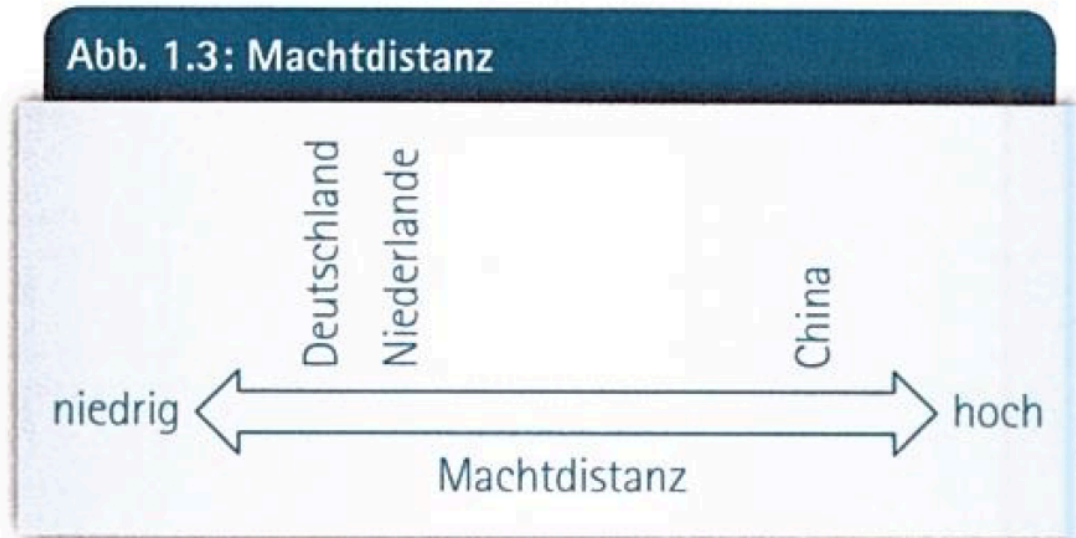 Abb. 1.3: Machtdistanz
Deutschland
Niederlande
China
niedrig
hoch
Machtdistanz